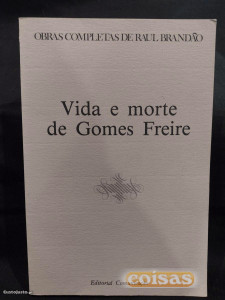 OBRAS COMPLETAS DE RAUL BRANDÃO
Vida e morte
de Gomes Freire
Editorial
coisas